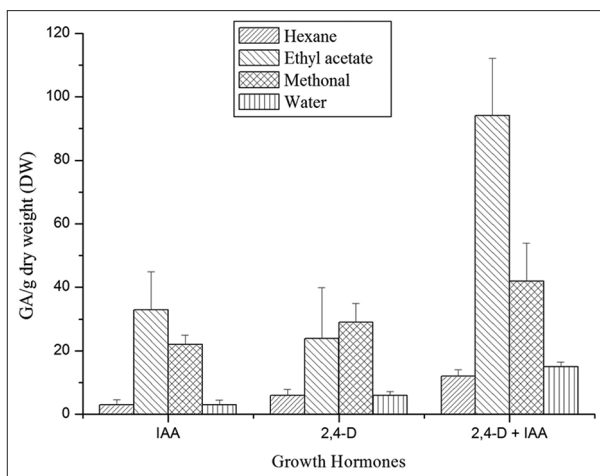 120
100
80
60
40
20
0
GA/g dry weight (DW)
Hexane
Ethyl acetate
Methonal
Water
IAA 2,4-D 2,4-D + IAA
Growth Hormones